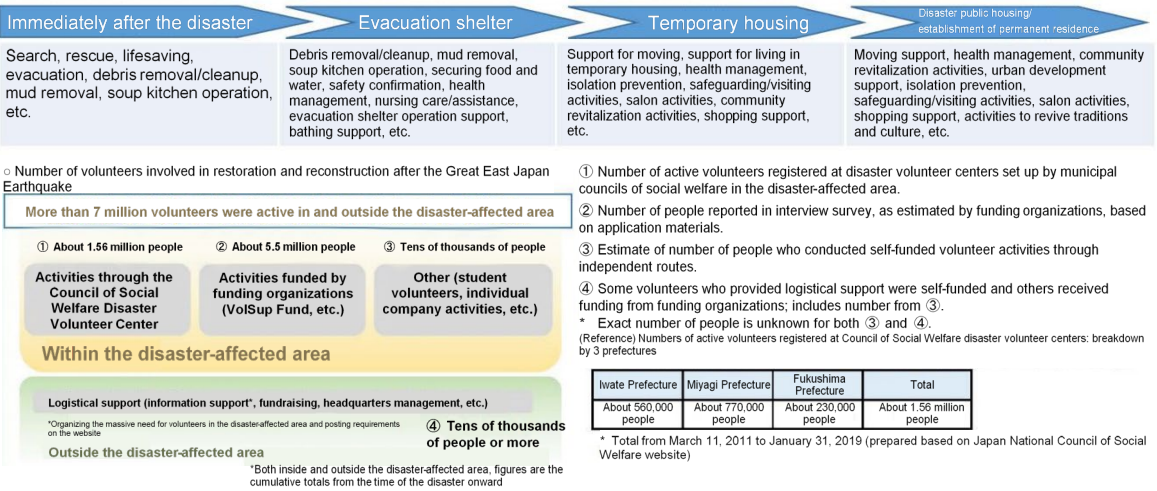 Immediately after the disaster
Evacuation shelter
Temporary housing
Disaster public housing/
establishment of permanent residence
Search, rescue, lifesaving,
evacuation, debris removal/cleanup,
mud removal, soup kitchen operation,
etc.
Debris removal/cleanup, mud removal,
soup kitchen operation, securing food and
water, safety confirmation, health
management, nursing care/assistance,
evacuation shelter operation support,
bathing support, etc.
Support for moving, support for living in
temporary housing, health management,
isolation prevention, safeguarding/visiting
activities, salon activities, community
revitalization activities, shopping support,
etc.
Moving support, health management, community
revitalization activities, urban development
support, isolation prevention,
safeguarding/visiting activities, salon activities,
shopping support, activities to revive traditions
and culture, etc.
○ Number of volunteers involved in restoration and reconstruction after the Great East Japan
Earthquake
More than 7 million volunteers were active in and outside the disaster-affected area
① About 1.56 million people
② About 5.5 million people
③ Tens of thousands of people
Activities through the
Council of Social
Welfare Disaster
Volunteer Center
Activities funded by
funding organizations
(VolSup Fund, etc.)
Other (student
volunteers, individual
company activities, etc.)
Within the disaster-affected area
Logistical support (information support*, fundraising, headquarters management, etc.)
*Organizing the massive need for volunteers in the disaster-affected area and posting requirements
on the website
④ Tens of thousands
of people or more
Outside the disaster-affected area
*Both inside and outside the disaster-affected area, figures are the
cumulative totals from the time of the disaster onward
① Number of active volunteers registered at disaster volunteer centers set up by municipal
councils of social welfare in the disaster-affected area.
② Number of people reported in interview survey, as estimated by funding organizations, based
on application materials.
③ Estimate of number of people who conducted self-funded volunteer activities through
independent routes.
④ Some volunteers who provided logistical support were self-funded and others received
funding from funding organizations; includes number from ③.
* Exact number of people is unknown for both ③ and ④.
(Reference) Numbers of active volunteers registered at Council of Social Welfare disaster volunteer centers: breakdown
by 3 prefectures
Iwate Prefecture
Miyagi Prefecture
Fukushima
Prefecture
Total
About 560,000
people
About 770,000
people
About 230,000
people
About 1.56 million
people
* Total from March 11, 2011 to January 31, 2019 (prepared based on Japan National Council of Social
Welfare website)